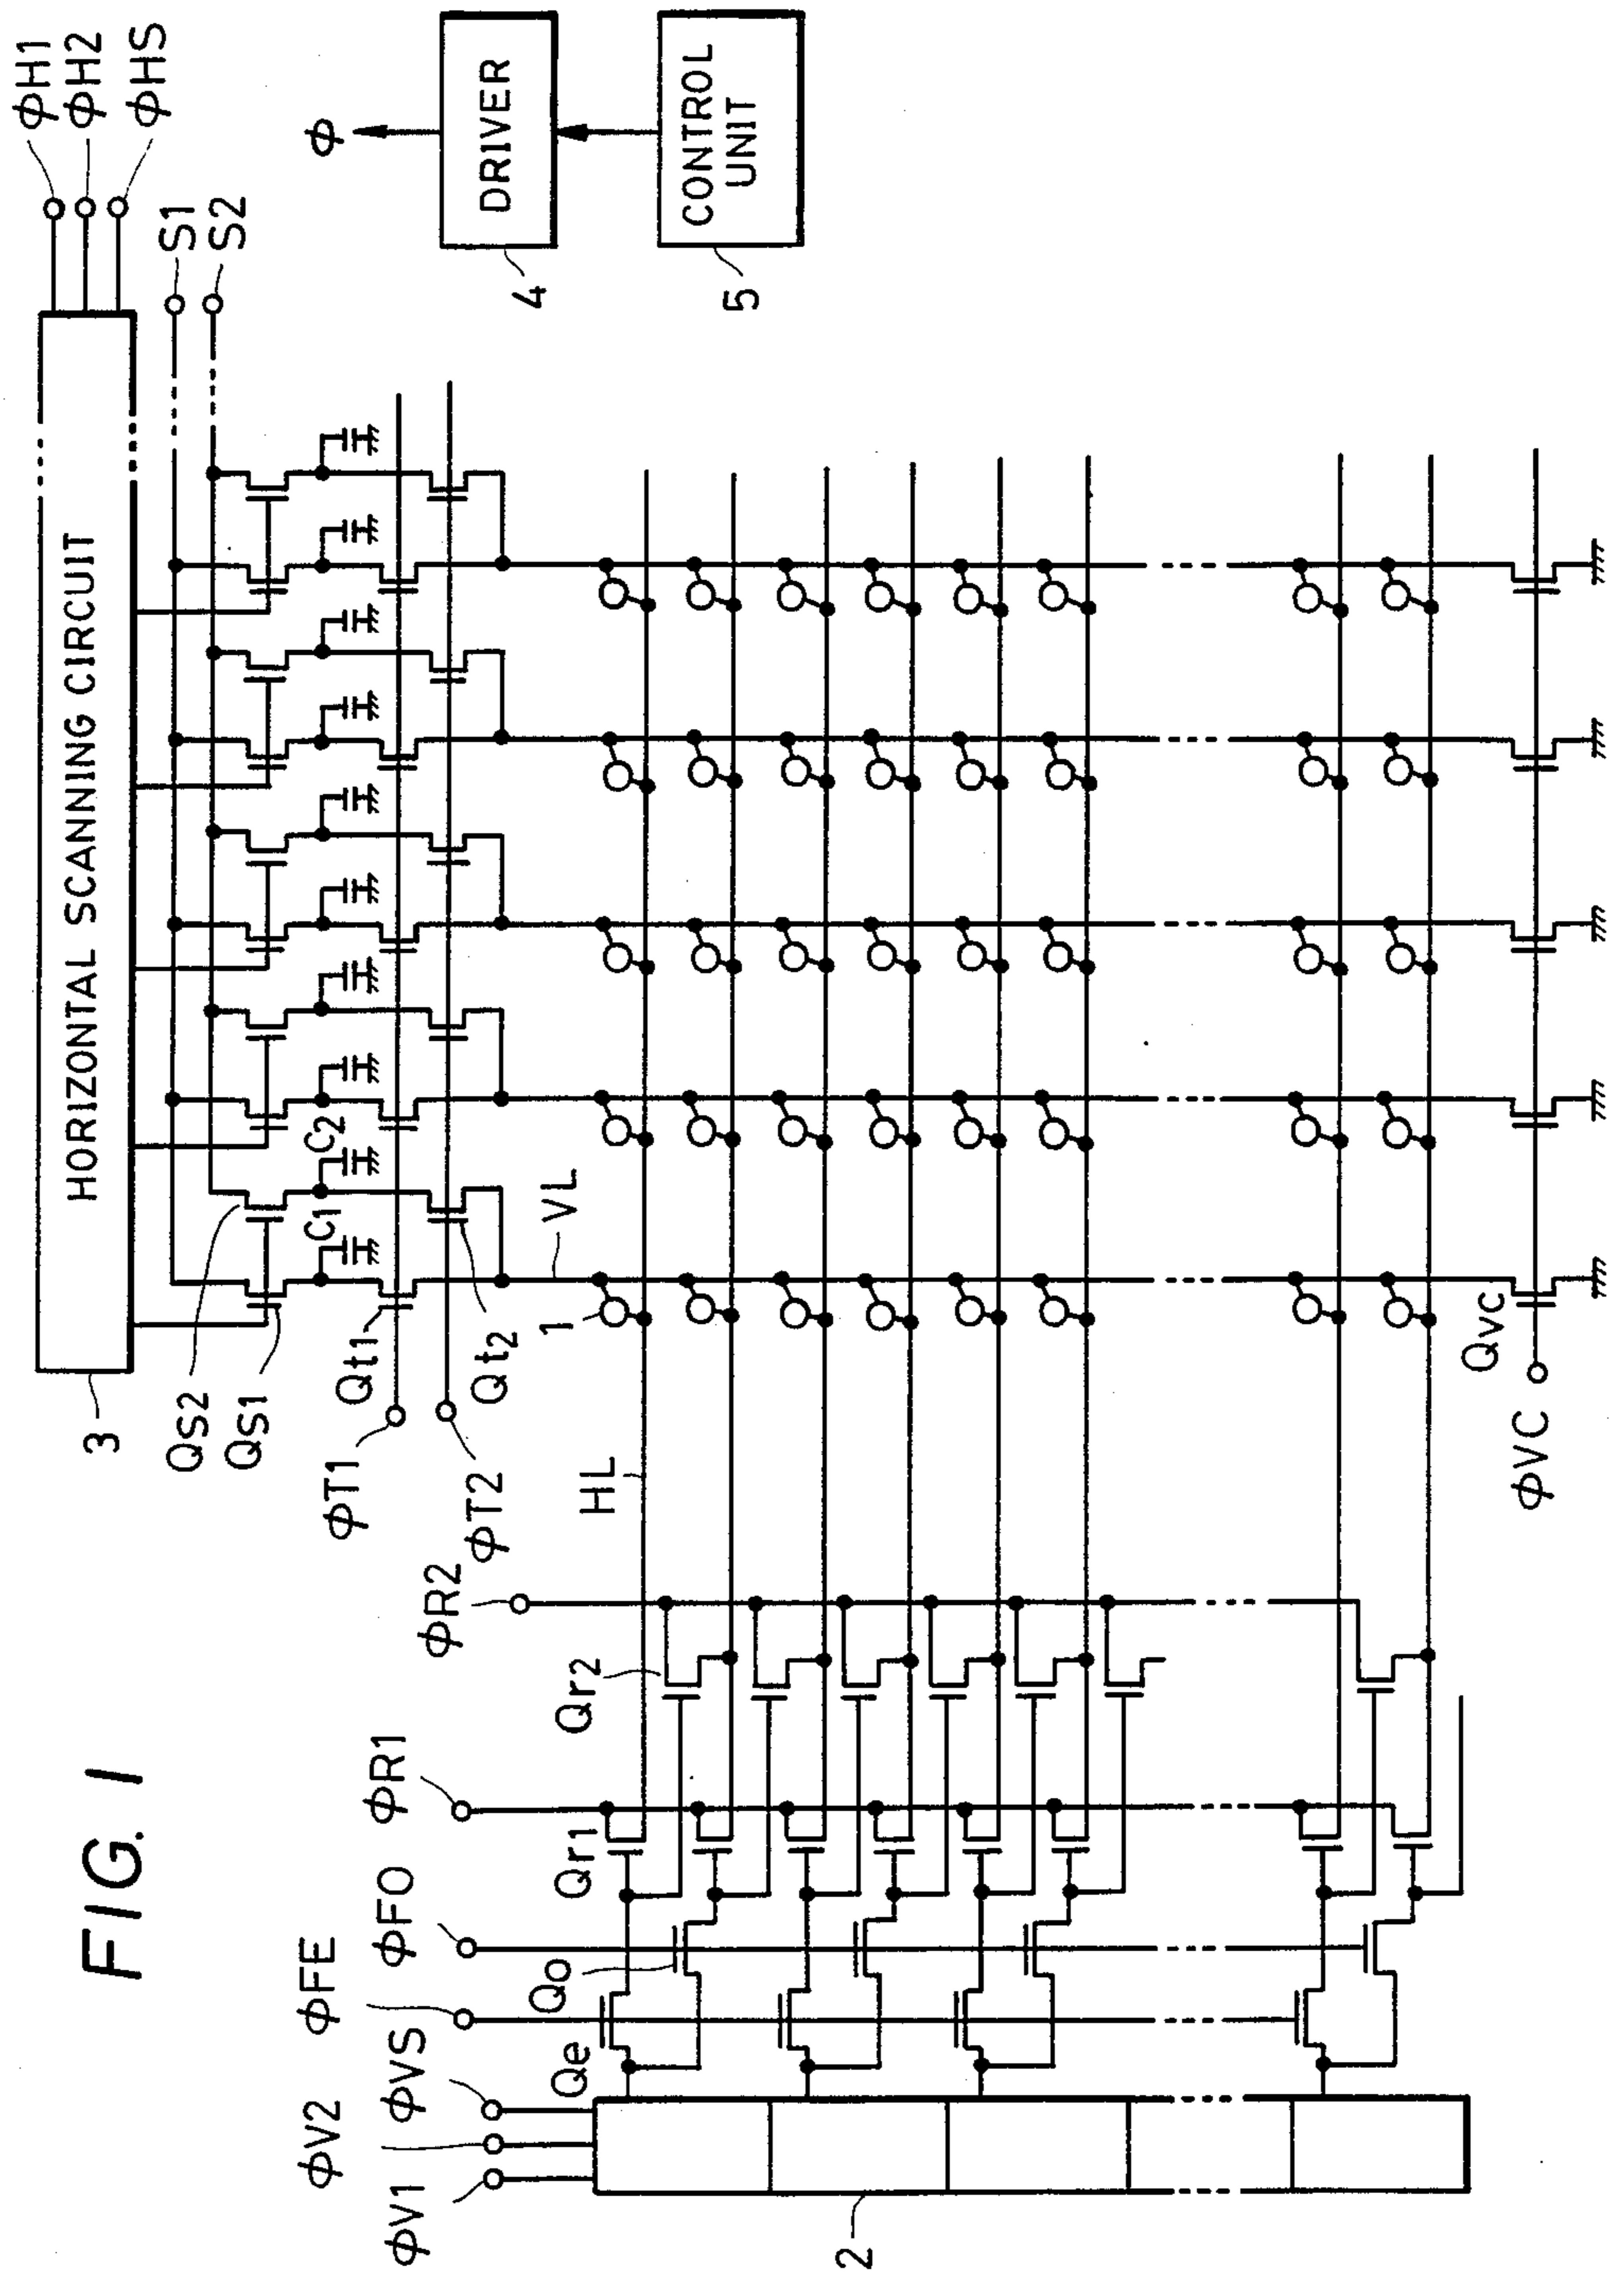 FIG. 1
ϕH1
ϕH2
ϕHS
HORIZONTAL SCANNING CIRCUIT
3
S1
S2
ϕ
DRIVER
4
CONTROL
UNIT
5
QS2
QS1
C1
C2
Qt1
Qt2
ϕT1
ϕT2
VL
1
HL
ϕR2
ϕR1
Qr2
Qr1
ϕFO
ϕFE
Qo
Qe
ϕVS
ϕV2
ϕV1
2
Qvc
ϕVC